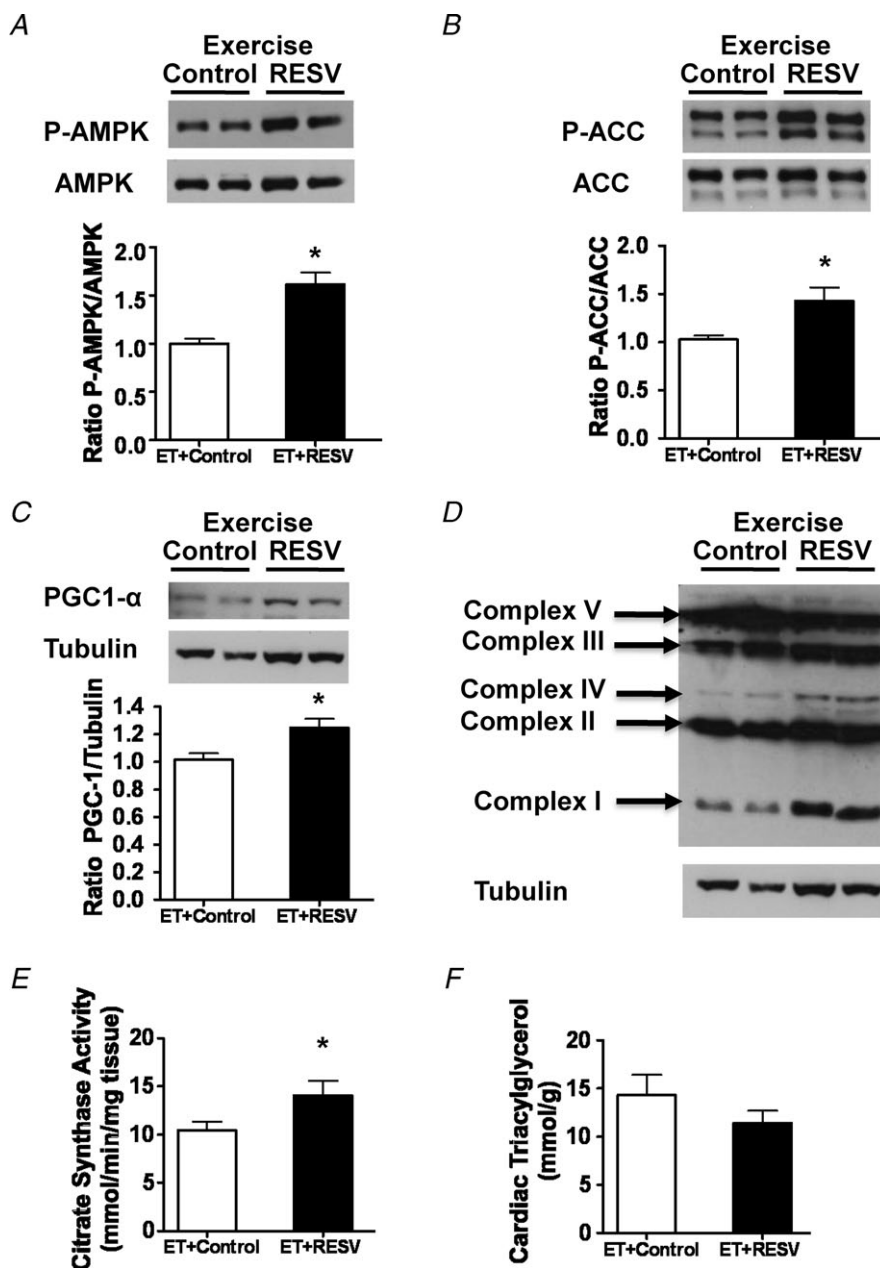 A
Exercise
Control RESV
P-AMPK
AMPK
Ratio P-AMPK/AMPK
2.0
1.5
1.0
0.5
0.0
*
ET+Control ET+RESV
B
Exercise
Control RESV
P-ACC
ACC
Ratio P-ACC/ACC
2.0
1.5
1.0
0.5
0.0
*
ET+Control ET+RESV
C
Exercise
Control RESV
PGC1-α
Tubulin
Ratio PGC-1/Tubulin
1.4
1.2
1.0
0.8
0.6
0.4
0.2
0.0
*
ET+Control ET+RESV
D
Exercise
Control RESV
Complex V
Complex III
Complex IV
Complex II
Complex I
Tubulin
E
Citrate Synthase Activity
(mmol/min/mg tissue)
20
15
10
5
0
*
ET+Control ET+RESV
F
Cardiac Triacylglycerol
(mmol/g)
20
15
10
5
0
ET+Control ET+RESV